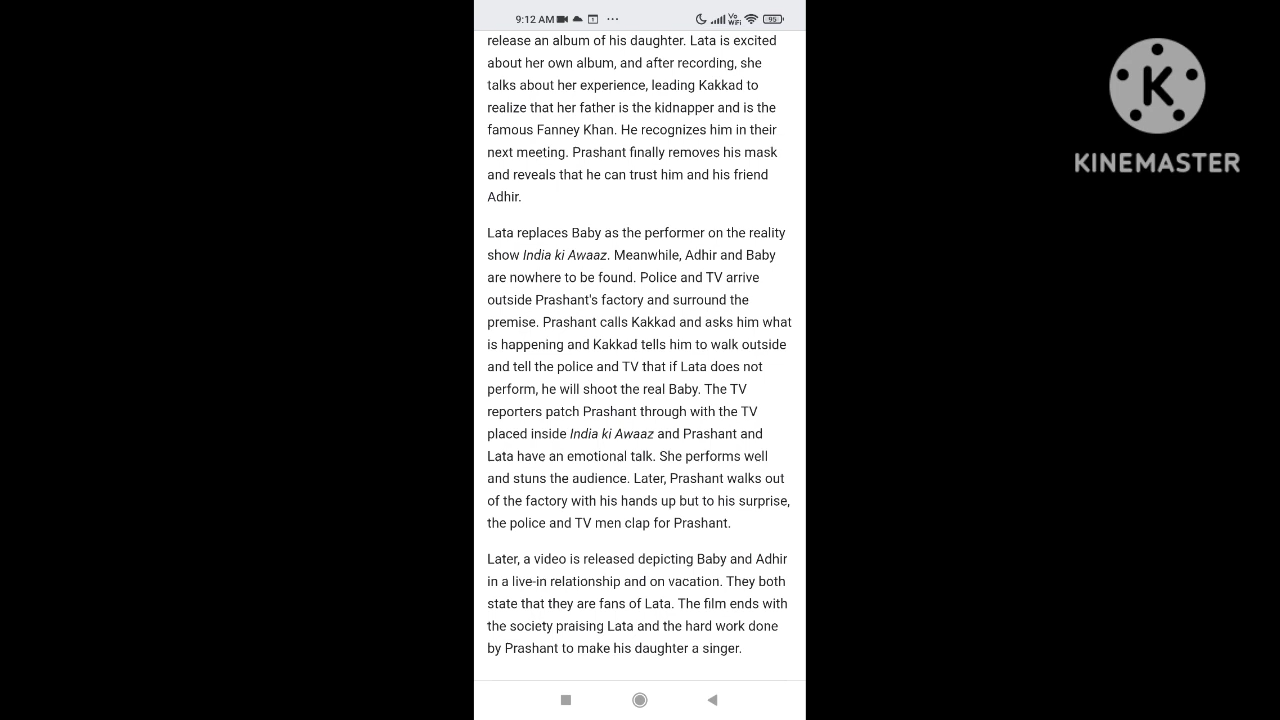 9:12 AM
Vo
WiFi
95
release an album of his daughter. Lata is excited
about her own album, and after recording, she
talks about her experience, leading Kakkad to
realize that her father is the kidnapper and is the
famous Fanney Khan. He recognizes him in their
next meeting. Prashant finally removes his mask
and reveals that he can trust him and his friend
Adhir.
Lata replaces Baby as the performer on the reality
show India ki Awaaz. Meanwhile, Adhir and Baby
are nowhere to be found. Police and TV arrive
outside Prashant's factory and surround the
premise. Prashant calls Kakkad and asks him what
is happening and Kakkad tells him to walk outside
and tell the police and TV that if Lata does not
perform, he will shoot the real Baby. The TV
reporters patch Prashant through with the TV
placed inside India ki Awaaz and Prashant and
Lata have an emotional talk. She performs well
and stuns the audience. Later, Prashant walks out
of the factory with his hands up but to his surprise,
the police and TV men clap for Prashant.
Later, a video is released depicting Baby and Adhir
in a live-in relationship and on vacation. They both
state that they are fans of Lata. The film ends with
the society praising Lata and the hard work done
by Prashant to make his daughter a singer.
K
KINEMASTER